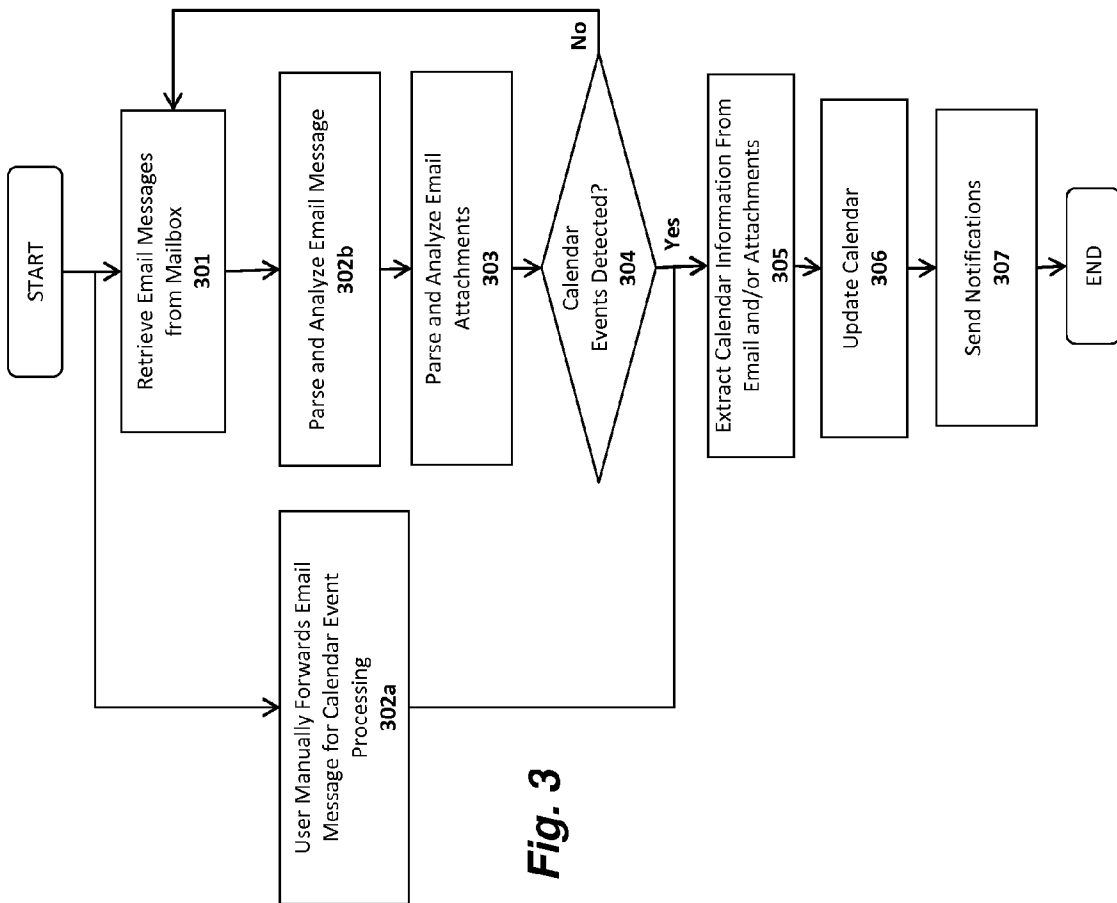 START
Retrieve Email Messages
from Mailbox
301
User Manually Forwards Email
Message for Calendar Event
Processing
302a
Parse and Analyze Email Message
302b
Parse and Analyze Email
Attachments
303
Calendar
Events Detected?
304
No
Yes
Extract Calendar Information From
Email and/or Attachments
305
Update Calendar
306
Send Notifications
307
END
Fig. 3